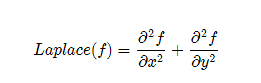 Laplace(f) = ∂²f/∂x² + ∂²f/∂y²